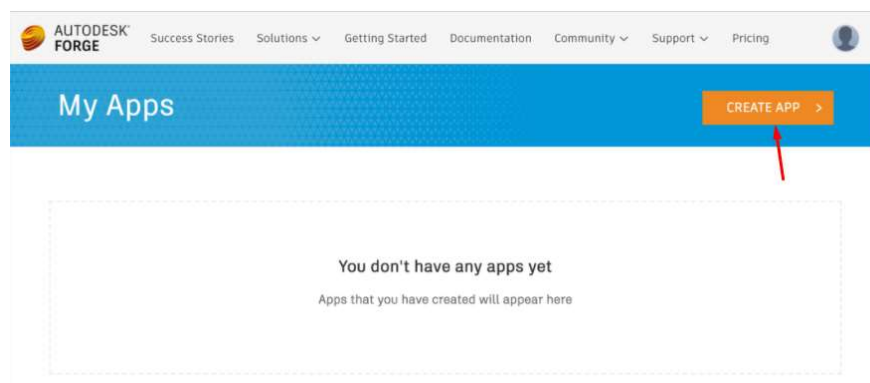 AUTODESK®
FORGE
Success Stories Solutions Getting Started Documentation Community Support Pricing
My Apps
CREATE APP >
You don't have any apps yet
Apps that you have created will appear here